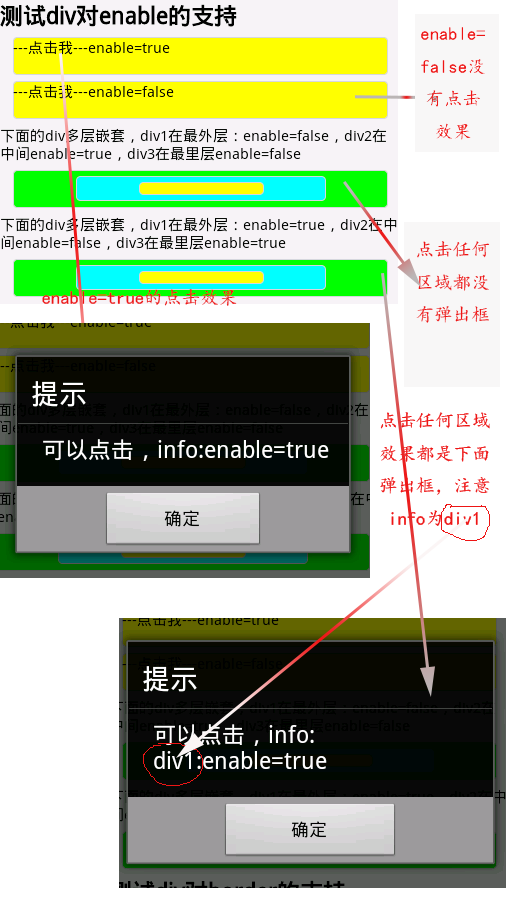 测试div对enable的支持
---点击我---enable=true
---点击我---enable=false
下面的div多层嵌套，div1在最外层：enable=false，div2在
中间enable=true，div3在最里层enable=false
下面的div多层嵌套，div1在最外层：enable=true，div2在中
间enable=false，div3在最里层enable=true
enable=true的点击效果
enable=
false没
有点击
效果
点击任何
区域都没
有弹出框
点击任何区域
效果都是下面
弹出框，注意
info为div1
---点击我---enable=true
--点击我---enable=false
提示
可以点击，info:enable=true
确定
---点击我---enable=true
提示
可以点击，info:
div1:enable=true
确定
测试div对border的支持